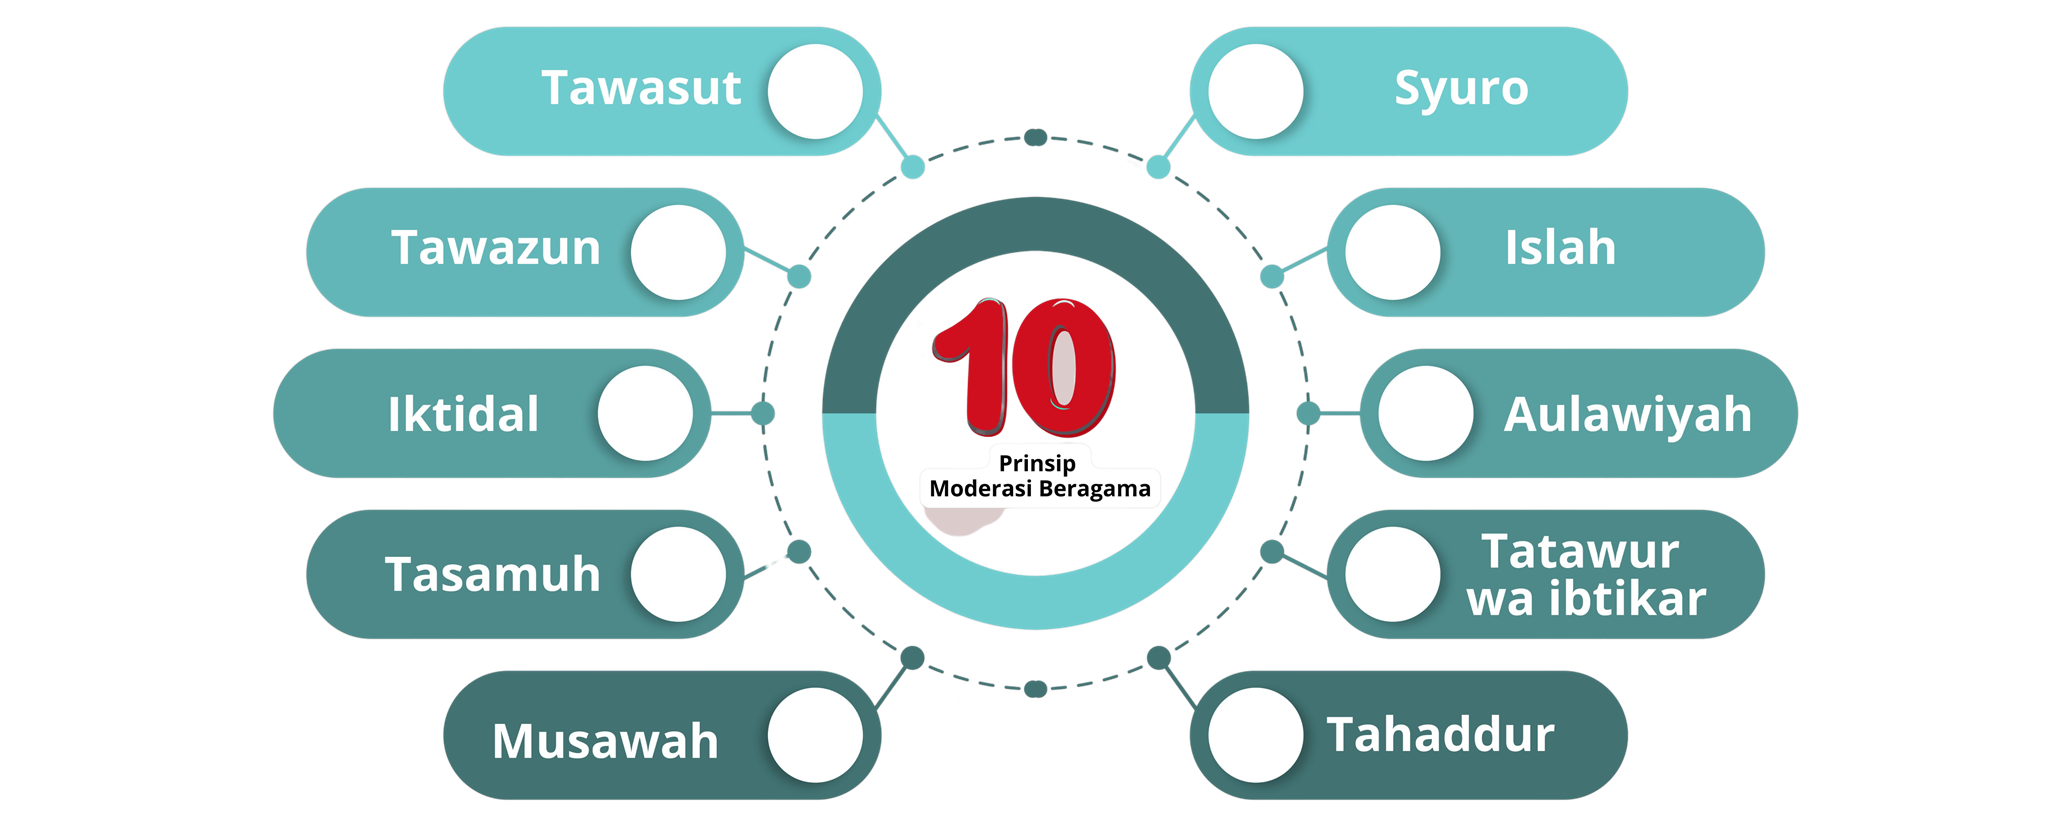 Tawasut
Tawazun
Iktidal
Tasamuh
Musawah
10
Prinsip
Moderasi Beragama
Syuro
Islah
Aulawiyah
Tatawur
wa ibtikar
Tahaddur